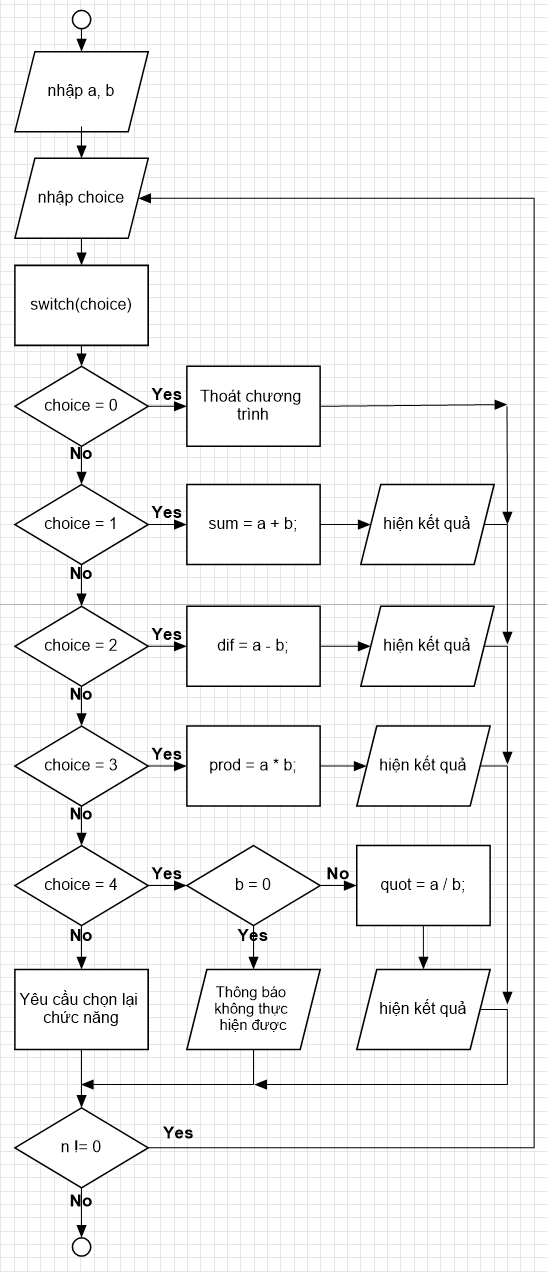 nhập a, b
nhập choice
switch(choice)
choice = 0
Yes
Thoát chương
trình
No
choice = 1
Yes
sum = a + b;
hiện kết quả
No
choice = 2
Yes
dif = a - b;
hiện kết quả
No
choice = 3
Yes
prod = a * b;
hiện kết quả
No
choice = 4
Yes
b = 0
No
quot = a / b;
No
Yes
Yêu cầu chọn lại
chức năng
Thông báo
không thực
hiện được
hiện kết quả
n != 0
Yes
No